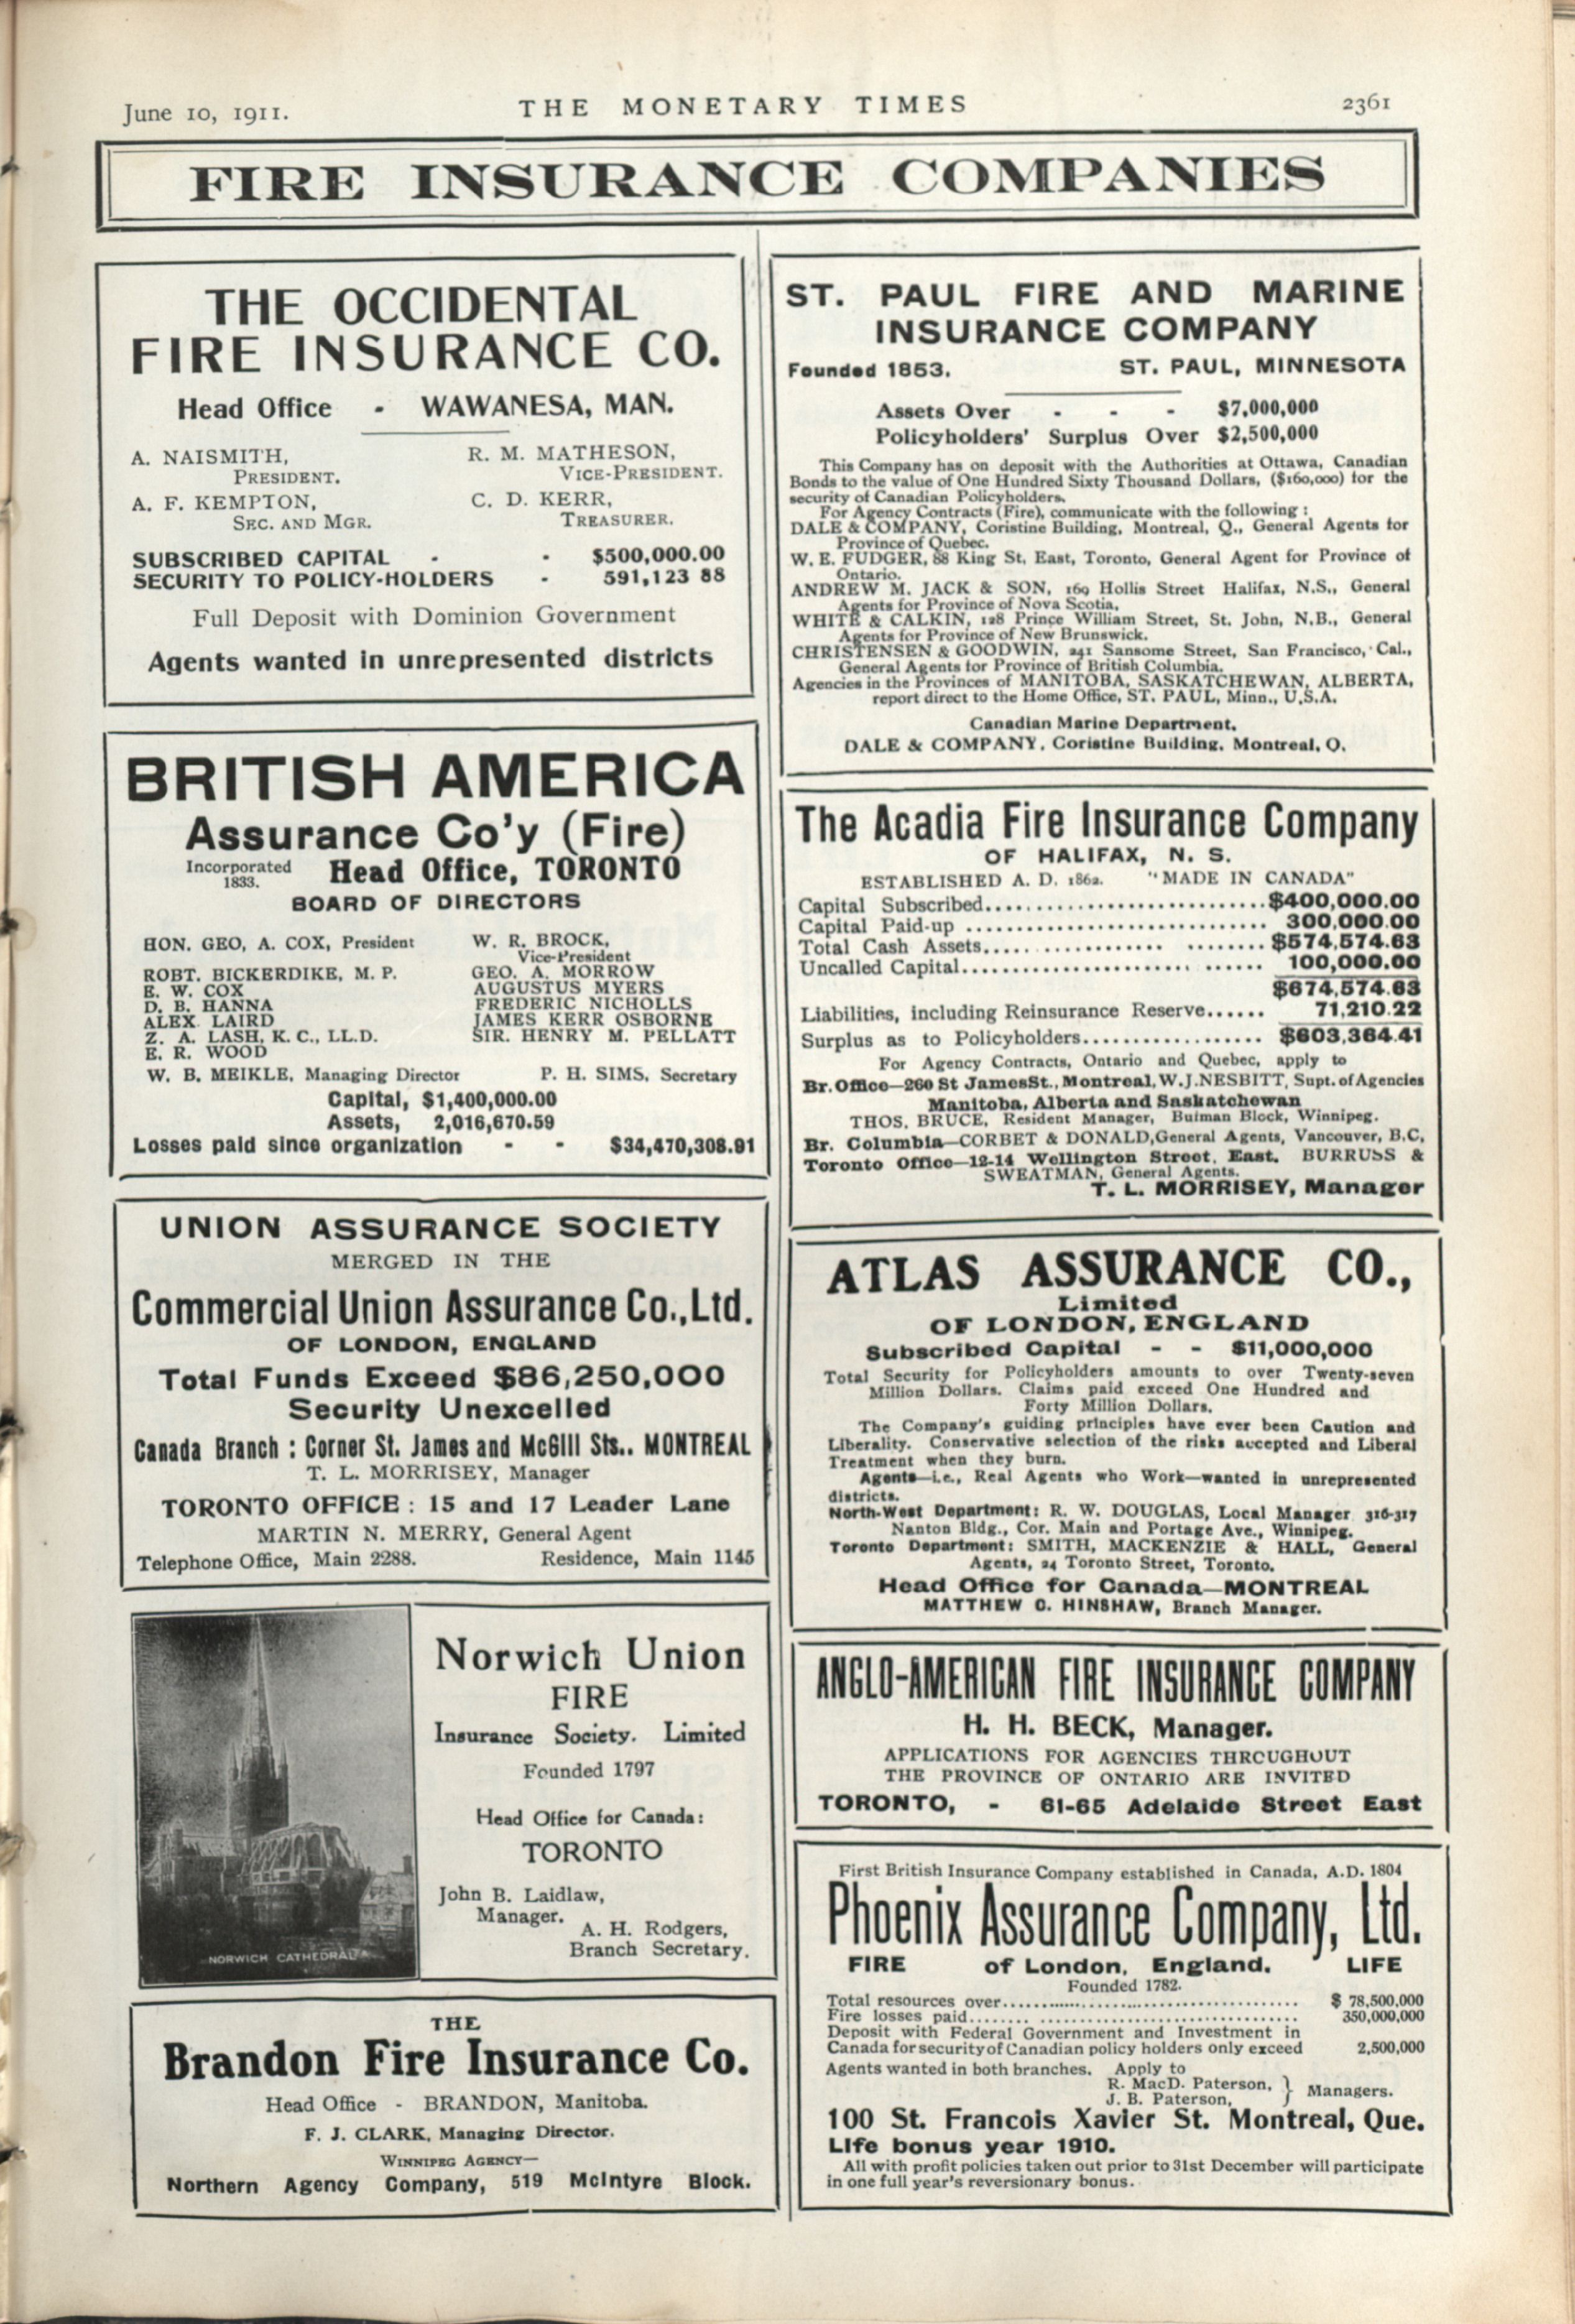 June 10, 1911.
THE MONETARY TIMES
2361
FIRE INSURANCE COMPANIES
THE OCCIDENTAL
FIRE INSURANCE CO.
Head Office - WAWANESA, MAN.
A. NAISMITH,
PRESIDENT.
R. M. MATHESON,
VICE-PRESIDENT.
A. F. KEMPTON,
SEC. AND MGR.
C. D. KERR,
TREASURER.
SUBSCRIBED CAPITAL - - $500,000.00
SECURITY TO POLICY-HOLDERS - 591,123 88
Full Deposit with Dominion Government
Agents wanted in unrepresented districts
BRITISH AMERICA
Assurance Co'y (Fire)
Incorporated
1833.
Head Office, TORONTO
BOARD OF DIRECTORS
HON. GEO, A. COX, President
ROBT. BICKERDIKE, M. P.
E. W. COX
D. B. HANNA
ALEX. LAIRD
Z. A. LASH, K. C., LL.D.
E. R. WOOD
W. R. BROCK,
Vice-President
GEO. A. MORROW
AUGUSTUS MYERS
FREDERIC NICHOLLS
JAMES KERR OSBORNE
SIR. HENRY M. PELLATT
W. B. MEIKLE, Managing Director P. H. SIMS, Secretary
Capital, $1,400,000.00
Assets, 2,016,670.59
Losses paid since organization - - $34,470,308.91
UNION ASSURANCE SOCIETY
MERGED IN THE
Commercial Union Assurance Co., Ltd.
OF LONDON, ENGLAND
Total Funds Exceed $86,250,000
Security Unexcelled
Canada Branch : Corner St. James and McGill Sts.. MONTREAL
T. L. MORRISEY, Manager
TORONTO OFFICE : 15 and 17 Leader Lane
MARTIN N. MERRY, General Agent
Telephone Office, Main 2288. Residence, Main 1145
NORWICH CATHEDRAL
Norwich Union
FIRE
Insurance Society. Limited
Founded 1797
Head Office for Canada:
TORONTO
John B. Laidlaw,
Manager.
A. H. Rodgers,
Branch Secretary.
THE
Brandon Fire Insurance Co.
Head Office - BRANDON, Manitoba.
F. J. CLARK, Managing Director.
WINNIPEG AGENCY—
Northern Agency Company, 519 McIntyre Block.
ST. PAUL FIRE AND MARINE
INSURANCE COMPANY
Founded 1853. ST. PAUL, MINNESOTA
Assets Over - - - $7,000,000
Policyholders' Surplus Over $2,500,000
This Company has on deposit with the Authorities at Ottawa, Canadian
Bonds to the value of One Hundred Sixty Thousand Dollars, ($160,000) for the
security of Canadian Policyholders.
For Agency Contracts (Fire), communicate with the following :
DALE & COMPANY, Coristine Building, Montreal, Q., General Agents for
Province of Quebec.
W. E. FUDGER, 88 King St, East, Toronto, General Agent for Province of
Ontario.
ANDREW M. JACK & SON, 169 Hollis Street Halifax, N.S., General
Agents for Province of Nova Scotia,
WHITE & CALKIN, 128 Prince William Street, St. John, N.B., General
Agents for Province of New Brunswick.
CHRISTENSEN & GOODWIN, 241 Sansome Street, San Francisco, Cal.,
General Agents for Province of British Columbia.
Agencies in the Provinces of MANITOBA, SASKATCHEWAN, ALBERTA,
report direct to the Home Office, ST. PAUL, Minn., U.S.A.
Canadian Marine Department,
DALE & COMPANY, Coristine Building, Montreal, Q.
The Acadia Fire Insurance Company
OF HALIFAX, N. S.
ESTABLISHED A. D. 1862. "MADE IN CANADA"
Capital Subscribed............................$400,000.00
Capital Paid-up .............................. 300,000.00
Total Cash Assets.......................... $574,574.63
Uncalled Capital............................ 100,000.00
$674,574.63
Liabilities, including Reinsurance Reserve...... 71,210.22
Surplus as to Policyholders.................. $603,364.41
For Agency Contracts, Ontario and Quebec, apply to
Br. Office—260 St James St., Montreal, W. J. NESBITT, Supt. of Agencies
Manitoba, Alberta and Saskatchewan
THOS. BRUCE, Resident Manager, Bulman Block, Winnipeg.
Br. Columbia—CORBET & DONALD, General Agents, Vancouver, B.C.
Toronto Office—12-14 Wellington Street, East. BURRUSS &
SWEATMAN, General Agents.
T. L. MORRISEY, Manager
ATLAS ASSURANCE CO.,
Limited
OF LONDON, ENGLAND
Subscribed Capital - - $11,000,000
Total Security for Policyholders amounts to over Twenty-seven
Million Dollars. Claims paid exceed One Hundred and
Forty Million Dollars.
The Company's guiding principles have ever been Caution and
Liberality. Conservative selection of the risks accepted and Liberal
Treatment when they burn.
Agents—i.e., Real Agents who Work—wanted in unrepresented
districts.
North-West Department: R. W. DOUGLAS, Local Manager 316-317
Nanton Bldg., Cor. Main and Portage Ave., Winnipeg.
Toronto Department: SMITH, MACKENZIE & HALL, General
Agents, 24 Toronto Street, Toronto.
Head Office for Canada—MONTREAL
MATTHEW C. HINSHAW, Branch Manager.
ANGLO-AMERICAN FIRE INSURANCE COMPANY
H. H. BECK, Manager.
APPLICATIONS FOR AGENCIES THROUGHOUT
THE PROVINCE OF ONTARIO ARE INVITED
TORONTO, - 61-65 Adelaide Street East
First British Insurance Company established in Canada, A.D. 1804
Phoenix Assurance Company, Ltd.
FIRE of London, England. LIFE
Founded 1782.
Total resources over.......................................... $ 78,500,000
Fire losses paid.......................................... 350,000,000
Deposit with Federal Government and Investment in
Canada for security of Canadian policy holders only exceed 2,500,000
Agents wanted in both branches. Apply to
R. MacD. Paterson,
J. B. Paterson, } Managers.
100 St. Francois Xavier St. Montreal, Que.
Life bonus year 1910.
All with profit policies taken out prior to 31st December will participate
in one full year's reversionary bonus.